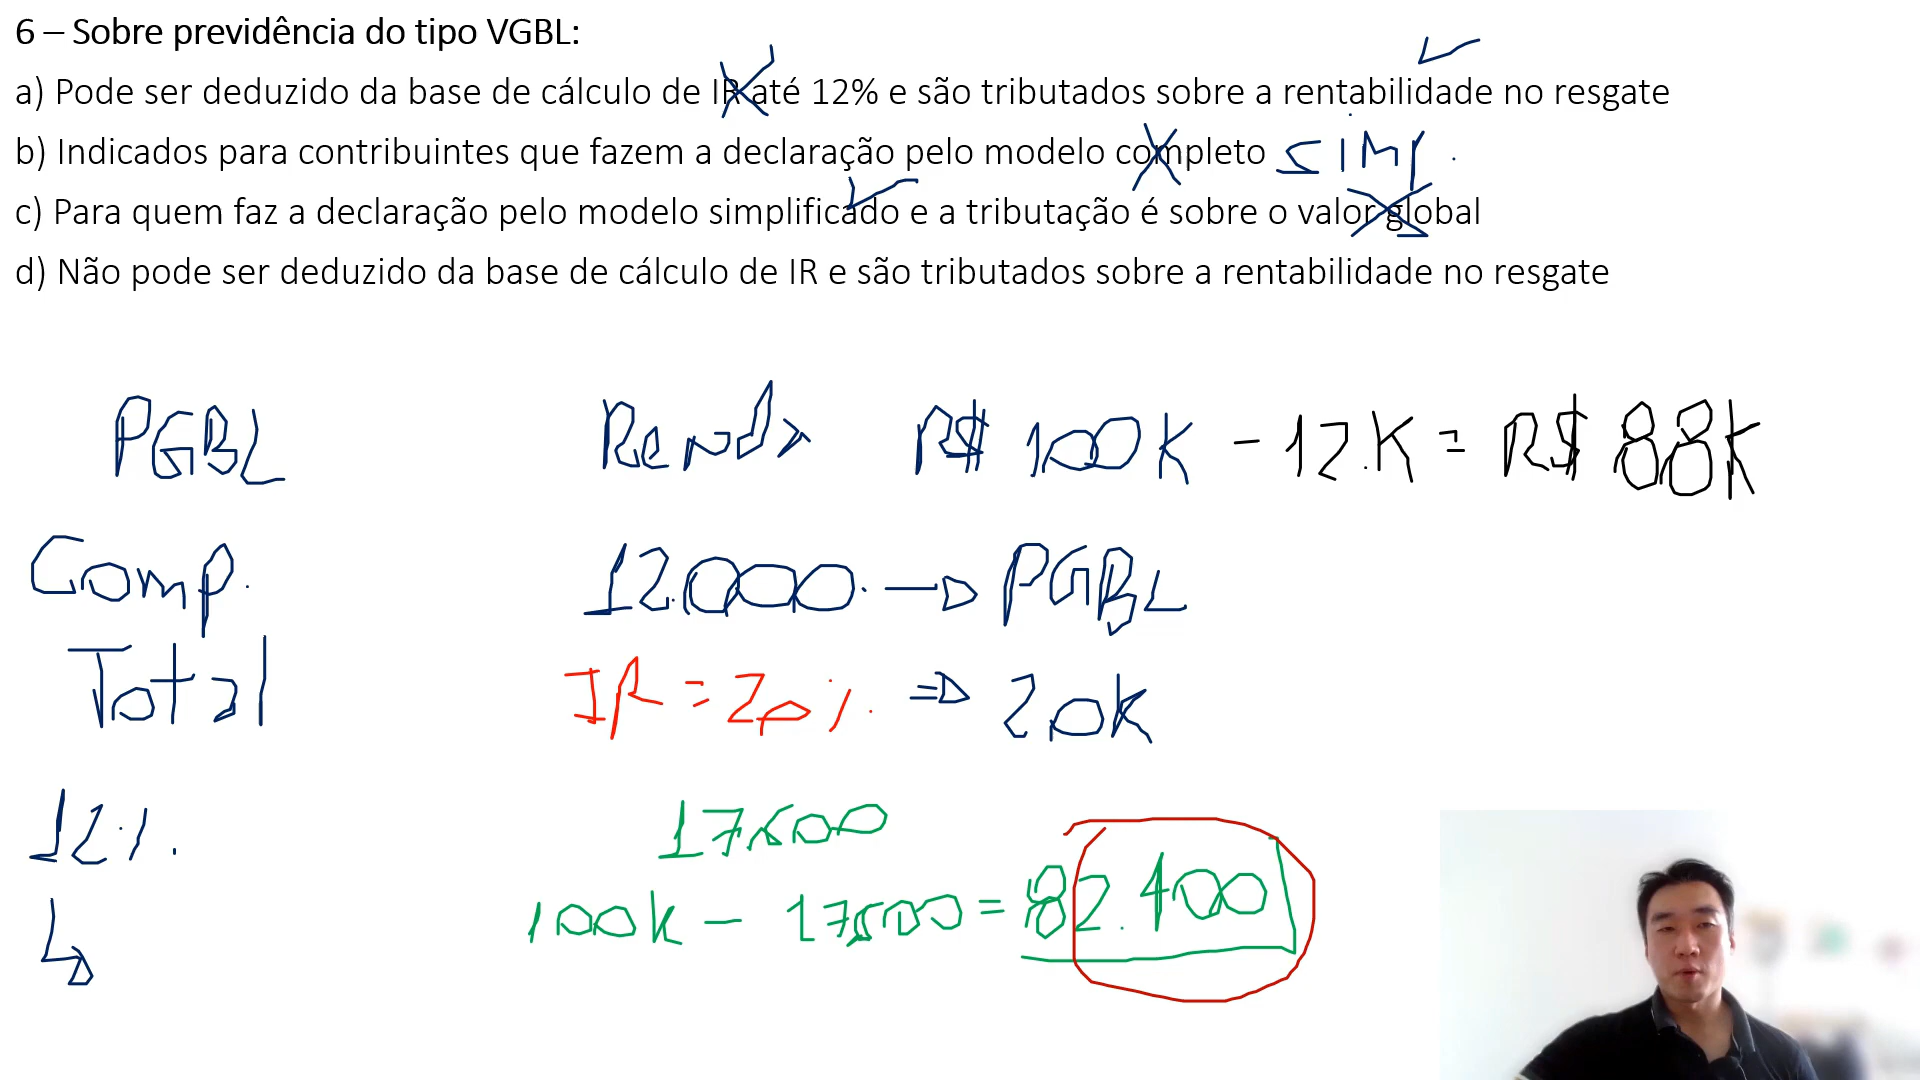 6 – Sobre previdência do tipo VGBL:
a) Pode ser deduzido da base de cálculo de IR até 12% e são tributados sobre a rentabilidade no resgate
b) Indicados para contribuintes que fazem a declaração pelo modelo completo SIMP.
c) Para quem faz a declaração pelo modelo simplificado e a tributação é sobre o valor global
d) Não pode ser deduzido da base de cálculo de IR e são tributados sobre a rentabilidade no resgate
PGBL Renda R$ 100K - 12.K = R$ 88K
Comp. 12.000. → PGBL
Total IR = 20%. ⇒ 20K
12%. 17.600
100K - 17.600 = 82.400